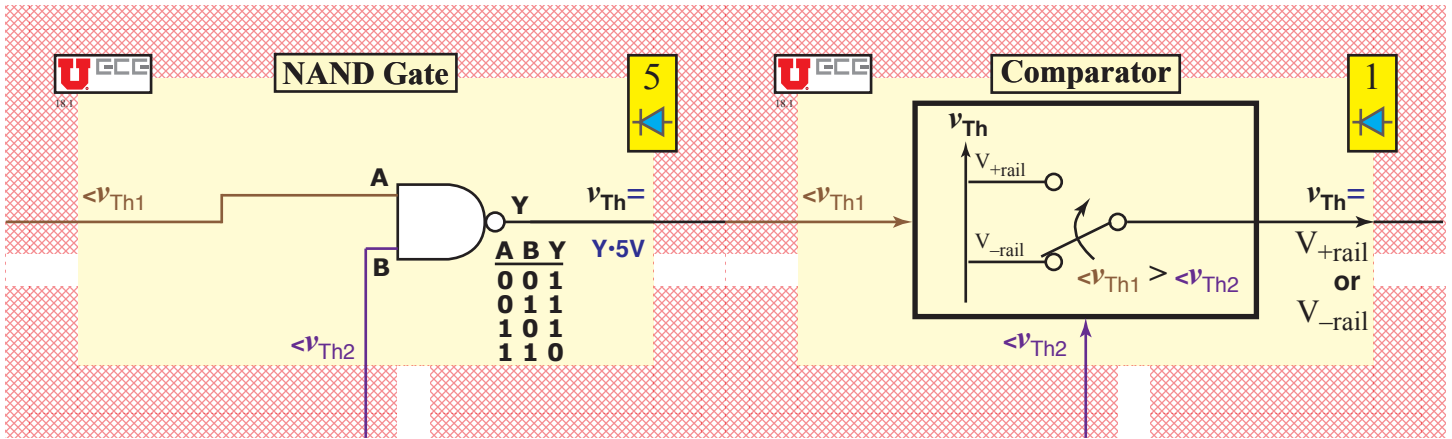 NAND Gate
5
U ECE
18.1
<vTh1
A
B
Y
vTh=
Y•5V
A B Y
0 0 1
0 1 1
1 0 1
1 1 0
<vTh2
Comparator
1
U ECE
18.1
<vTh1
vTh
V+rail
V–rail
<vTh1 > <vTh2
vTh=
V+rail
or
V–rail
<vTh2